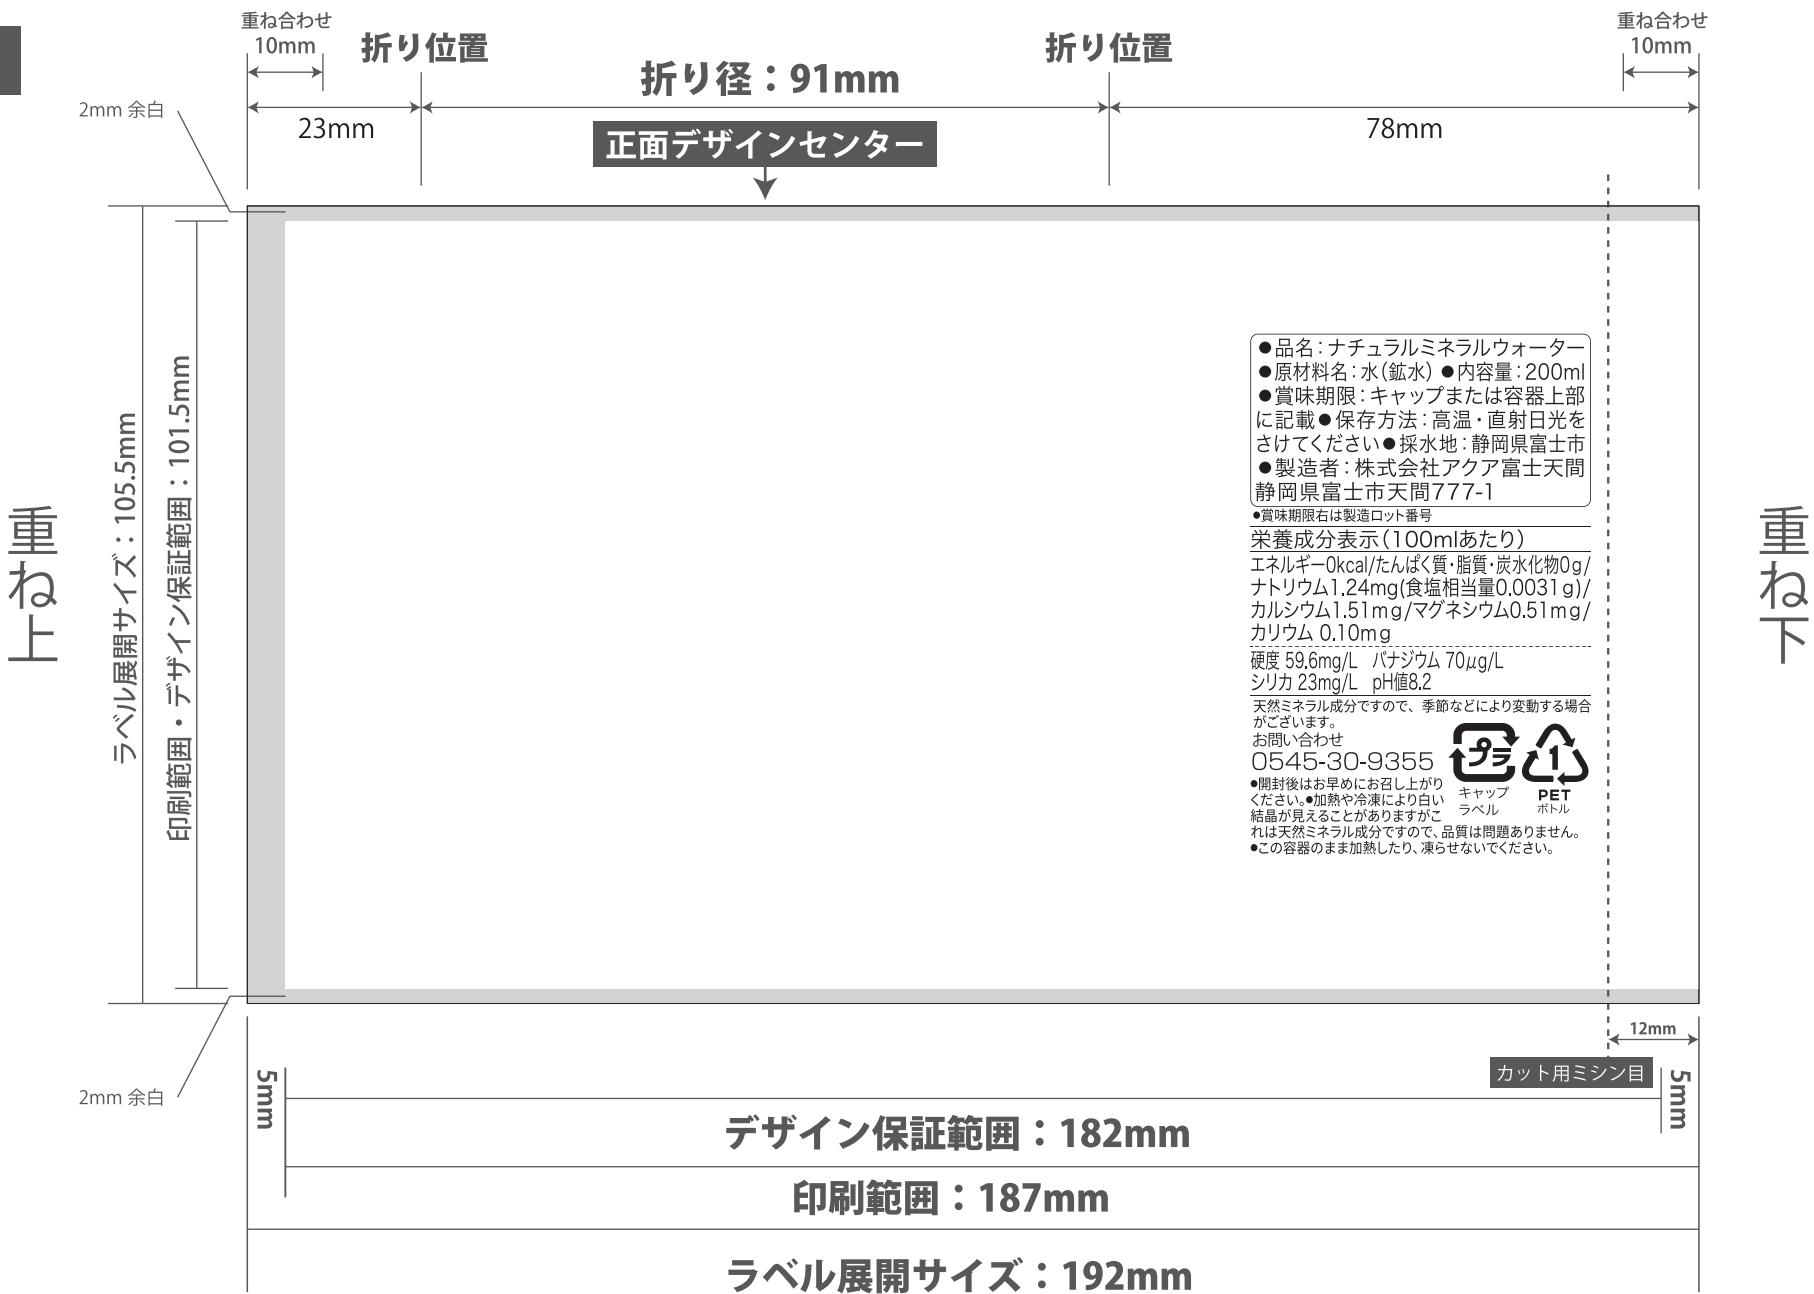 重ね合わせ
10mm
折り位置
折り径：91mm
折り位置
重ね合わせ
10mm
2mm 余白
23mm
78mm
正面デザインセンター
重ね上
ラベル展開サイズ：105.5mm
印刷範囲・デザイン保証範囲：101.5mm
重ね下
●品名：ナチュラルミネラルウォーター
●原材料名：水(鉱水) ●内容量：200ml
●賞味期限：キャップまたは容器上部
に記載●保存方法：高温・直射日光を
さけてください●採水地：静岡県富士市
●製造者：株式会社アクア富士天間
静岡県富士市天間777-1
●賞味期限右は製造ロット番号
栄養成分表示(100mlあたり)
エネルギー0kcal/たんぱく質・脂質・炭水化物0g/
ナトリウム1.24mg(食塩相当量0.0031g)/
カルシウム1.51mg/マグネシウム0.51mg/
カリウム 0.10mg
硬度 59.6mg/L　バナジウム 70μg/L
シリカ 23mg/L　pH値8.2
天然ミネラル成分ですので、季節などにより変動する場合
がございます。
お問い合わせ
0545-30-9355
プラ
キャップ
ラベル
1
PET
ボトル
●開封後はお早めにお召し上がり
ください。●加熱や冷凍により白い
結晶が見えることがありますがこ
れは天然ミネラル成分ですので、品質は問題ありません。
●この容器のまま加熱したり、凍らせないでください。
12mm
カット用ミシン目
2mm 余白
5mm
5mm
デザイン保証範囲：182mm
印刷範囲：187mm
ラベル展開サイズ：192mm